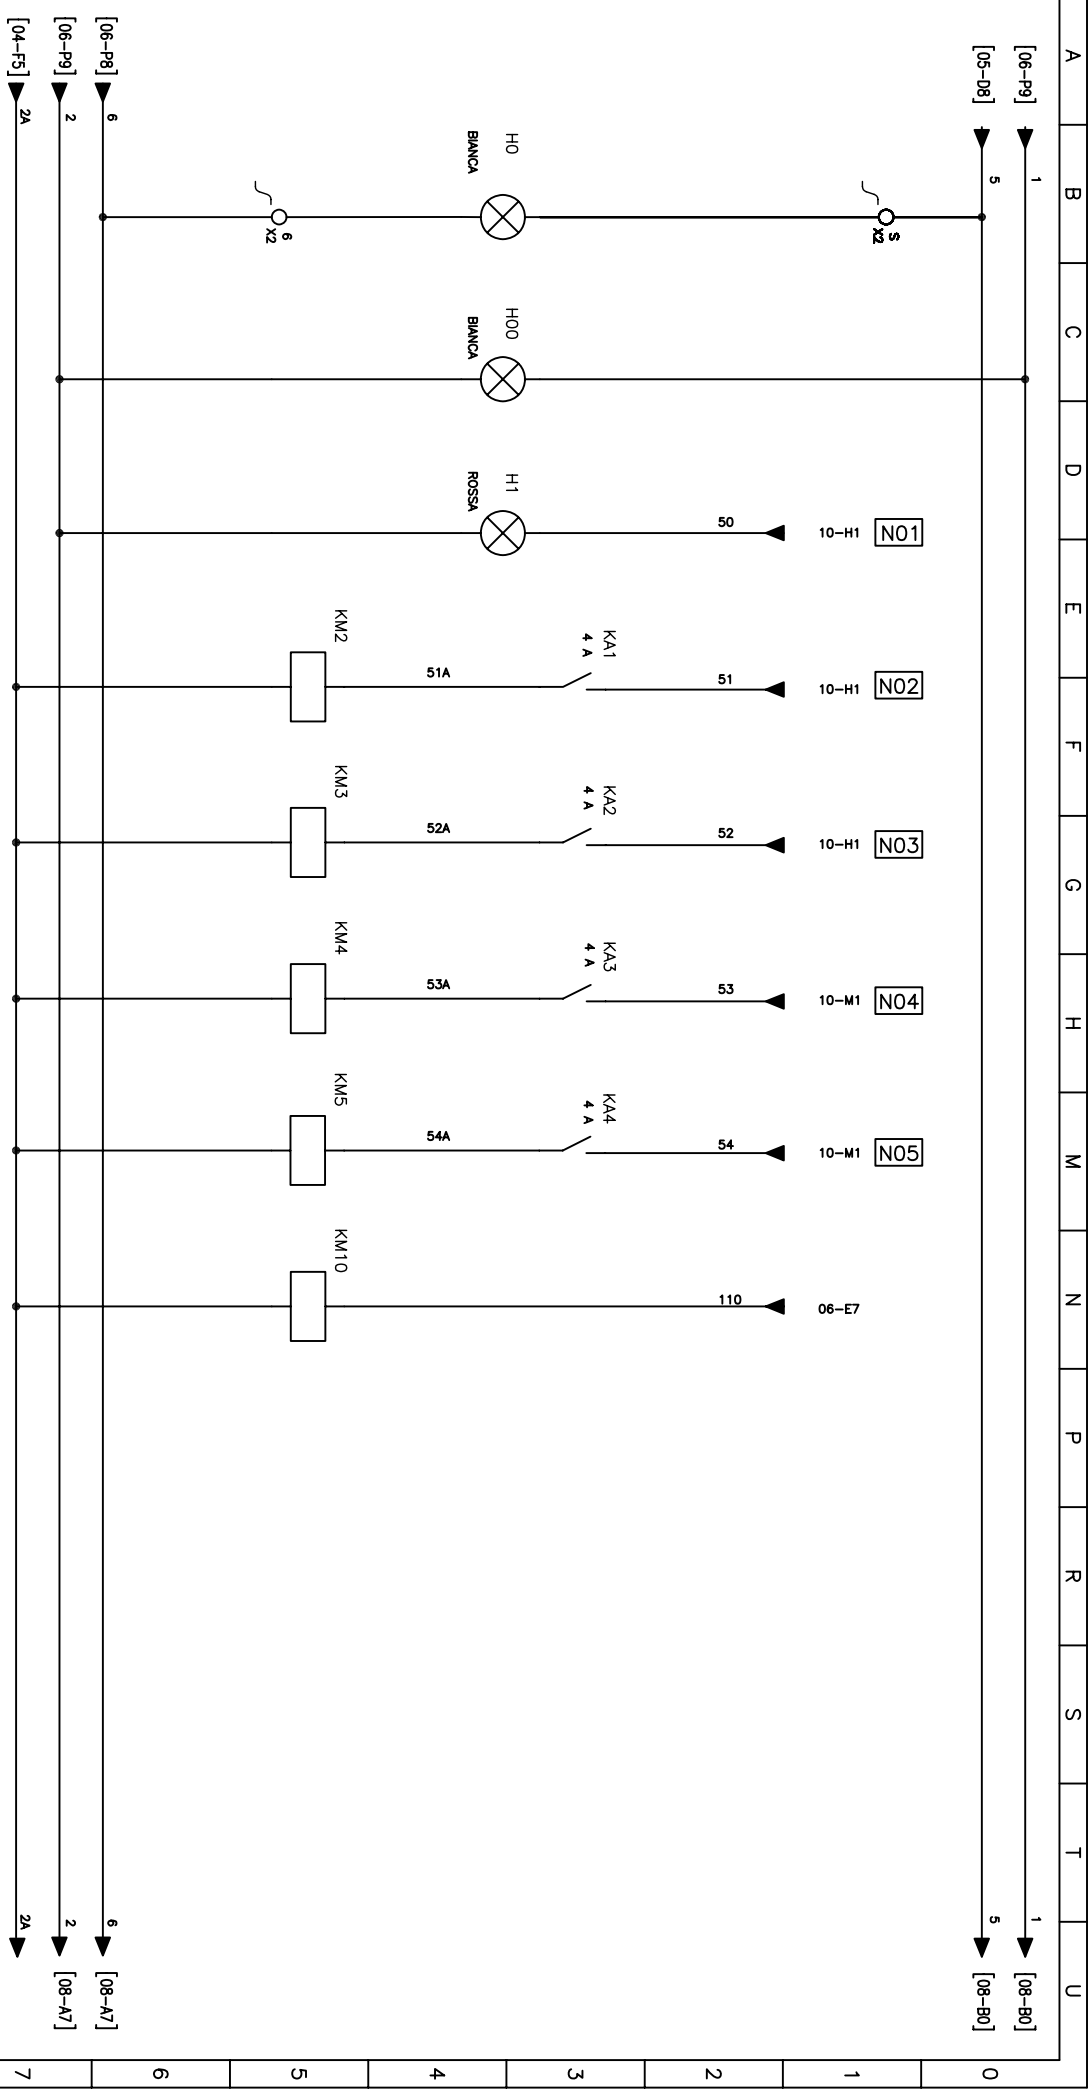 A
B
C
D
E
F
G
H
M
N
P
R
S
T
U
0
1
2
3
4
5
6
7
[06-P9]
1
1
[08-B0]
[05-D8]
5
5
[08-B0]
S
X2
H0
BIANCA
6
X2
H00
BIANCA
H1
ROSSA
50
10-H1
N01
KM2
51A
KA1
4 A
51
10-H1
N02
KM3
52A
KA2
4 A
52
10-H1
N03
KM4
53A
KA3
4 A
53
10-M1
N04
KM5
54A
KA4
4 A
54
10-M1
N05
KM10
110
06-E7
[06-P8]
6
6
[08-A7]
[06-P9]
2
2
[08-A7]
[04-F5]
2A
2A